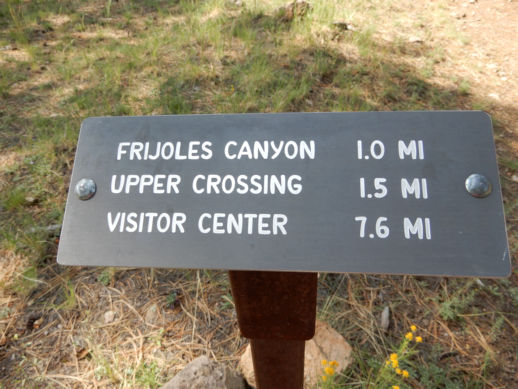 FRIJOLES CANYON 1.0 MI
UPPER CROSSING 1.5 MI
VISITOR CENTER 7.6 MI